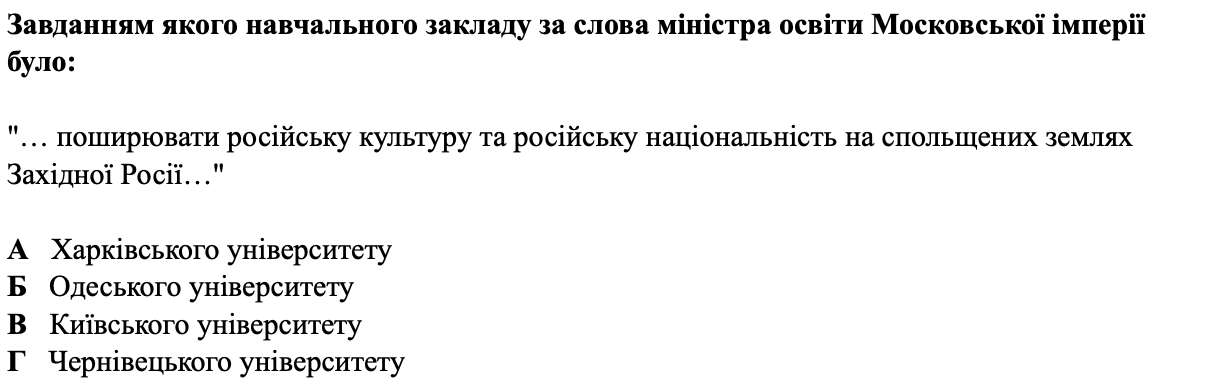 Завданням якого навчального закладу за слова міністра освіти Московської імперії
було:
"… поширювати російську культуру та російську національність на спольщених землях
Західної Росії…"
А Харківського університету
Б Одеського університету
В Київського університету
Г Чернівецького університету